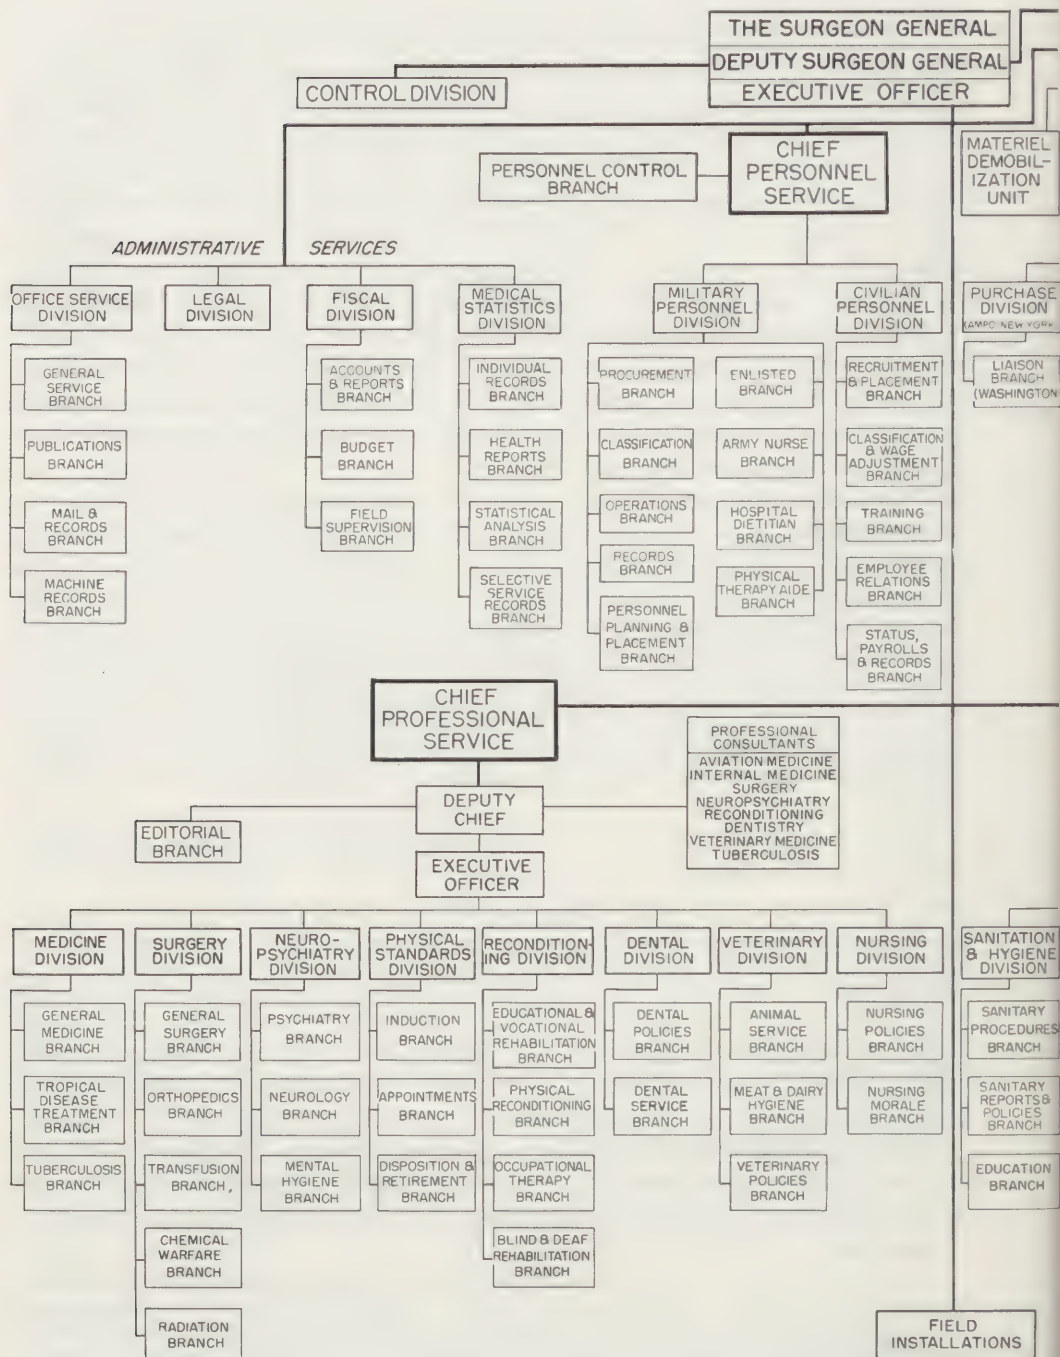 THE SURGEON GENERAL
DEPUTY SURGEON GENERAL
EXECUTIVE OFFICER
CONTROL DIVISION
CHIEF
PERSONNEL
SERVICE
PERSONNEL CONTROL
BRANCH
MATERIEL
DEMOBIL-
IZATION
UNIT
ADMINISTRATIVE SERVICES
OFFICE SERVICE
DIVISION
LEGAL
DIVISION
FISCAL
DIVISION
MEDICAL
STATISTICS
DIVISION
MILITARY
PERSONNEL
DIVISION
CIVILIAN
PERSONNEL
DIVISION
PURCHASE
DIVISION
(AMPO-NEW YORK
GENERAL
SERVICE
BRANCH
PUBLICATIONS
BRANCH
MAIL &
RECORDS
BRANCH
MACHINE
RECORDS
BRANCH
ACCOUNTS
& REPORTS
BRANCH
BUDGET
BRANCH
FIELD
SUPERVISION
BRANCH
INDIVIDUAL
RECORDS
BRANCH
HEALTH
REPORTS
BRANCH
STATISTICAL
ANALYSIS
BRANCH
SELECTIVE
SERVICE
RECORDS
BRANCH
PROCUREMENT
BRANCH
CLASSIFICATION
BRANCH
OPERATIONS
BRANCH
RECORDS
BRANCH
PERSONNEL
PLANNING &
PLACEMENT
BRANCH
ENLISTED
BRANCH
ARMY NURSE
BRANCH
HOSPITAL
DIETITIAN
BRANCH
PHYSICAL
THERAPY AIDE
BRANCH
RECRUITMENT
& PLACEMENT
BRANCH
CLASSIFICATION
& WAGE
ADJUSTMENT
BRANCH
TRAINING
BRANCH
EMPLOYEE
RELATIONS
BRANCH
STATUS,
PAYROLLS
& RECORDS
BRANCH
LIAISON
BRANCH
(WASHINGTON
CHIEF
PROFESSIONAL
SERVICE
DEPUTY
CHIEF
EDITORIAL
BRANCH
EXECUTIVE
OFFICER
PROFESSIONAL
CONSULTANTS
AVIATION MEDICINE
INTERNAL MEDICINE
SURGERY
NEUROPSYCHIATRY
RECONDITIONING
DENTISTRY
VETERINARY MEDICINE
TUBERCULOSIS
MEDICINE
DIVISION
SURGERY
DIVISION
NEURO-
PSYCHIATRY
DIVISION
PHYSICAL
STANDARDS
DIVISION
RECONDITION-
ING DIVISION
DENTAL
DIVISION
VETERINARY
DIVISION
NURSING
DIVISION
SANITATION
& HYGIENE
DIVISION
GENERAL
MEDICINE
BRANCH
TROPICAL
DISEASE
TREATMENT
BRANCH
TUBERCULOSIS
BRANCH
GENERAL
SURGERY
BRANCH
ORTHOPEDICS
BRANCH
TRANSFUSION
BRANCH
CHEMICAL
WARFARE
BRANCH
RADIATION
BRANCH
PSYCHIATRY
BRANCH
NEUROLOGY
BRANCH
MENTAL
HYGIENE
BRANCH
INDUCTION
BRANCH
APPOINTMENTS
BRANCH
DISPOSITION &
RETIREMENT
BRANCH
EDUCATIONAL &
VOCATIONAL
REHABILITATION
BRANCH
PHYSICAL
RECONDITIONING
BRANCH
OCCUPATIONAL
THERAPY
BRANCH
BLIND & DEAF
REHABILITATION
BRANCH
DENTAL
POLICIES
BRANCH
DENTAL
SERVICE
BRANCH
ANIMAL
SERVICE
BRANCH
MEAT & DAIRY
HYGIENE
BRANCH
VETERINARY
POLICIES
BRANCH
NURSING
POLICIES
BRANCH
NURSING
MORALE
BRANCH
SANITARY
PROCEDURES
BRANCH
SANITARY
REPORTS &
POLICIES
BRANCH
EDUCATION
BRANCH
FIELD
INSTALLATIONS